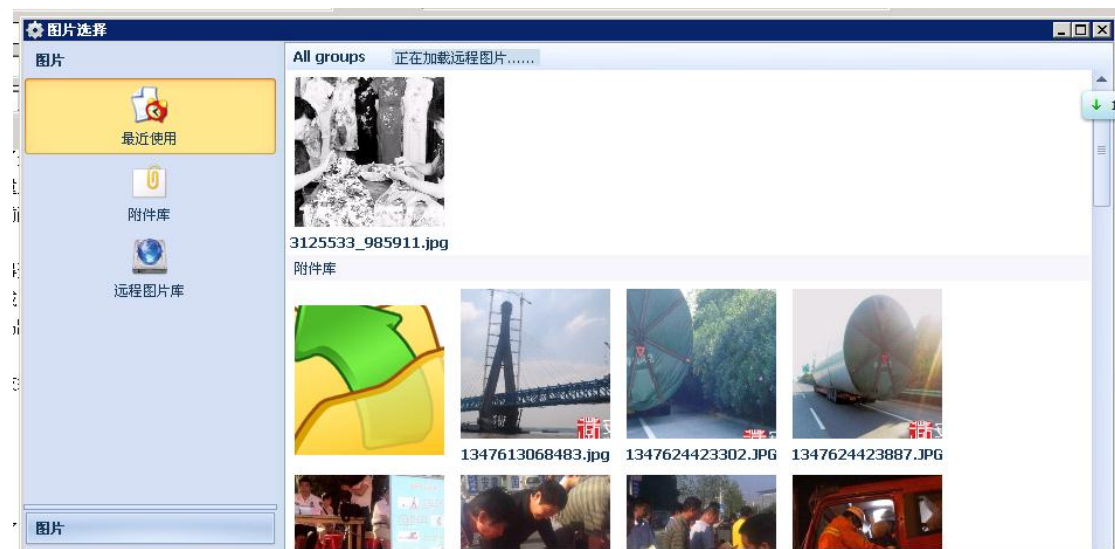 图片选择
图片
All groups 正在加载远程图片……
最近使用
附件库
远程图片库
3125533_985911.jpg
附件库
1347613068483.jpg 1347624423302.JPG 1347624423887.JPG
图片